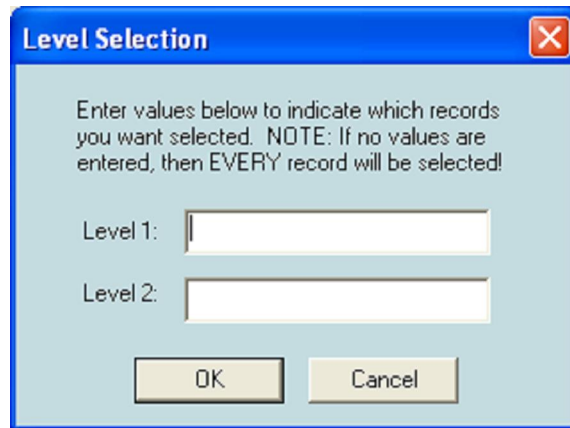 Level Selection
Enter values below to indicate which records
you want selected.  NOTE: If no values are
entered, then EVERY record will be selected!
Level 1:
Level 2:
OK
Cancel